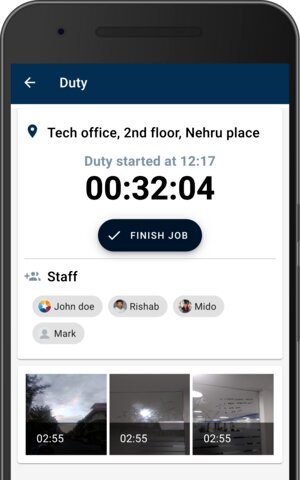 Duty
Tech office, 2nd floor, Nehru place
Duty started at 12:17
00:32:04
FINISH JOB
Staff
John doe
Rishab
Mido
Mark
02:55
02:55
02:55